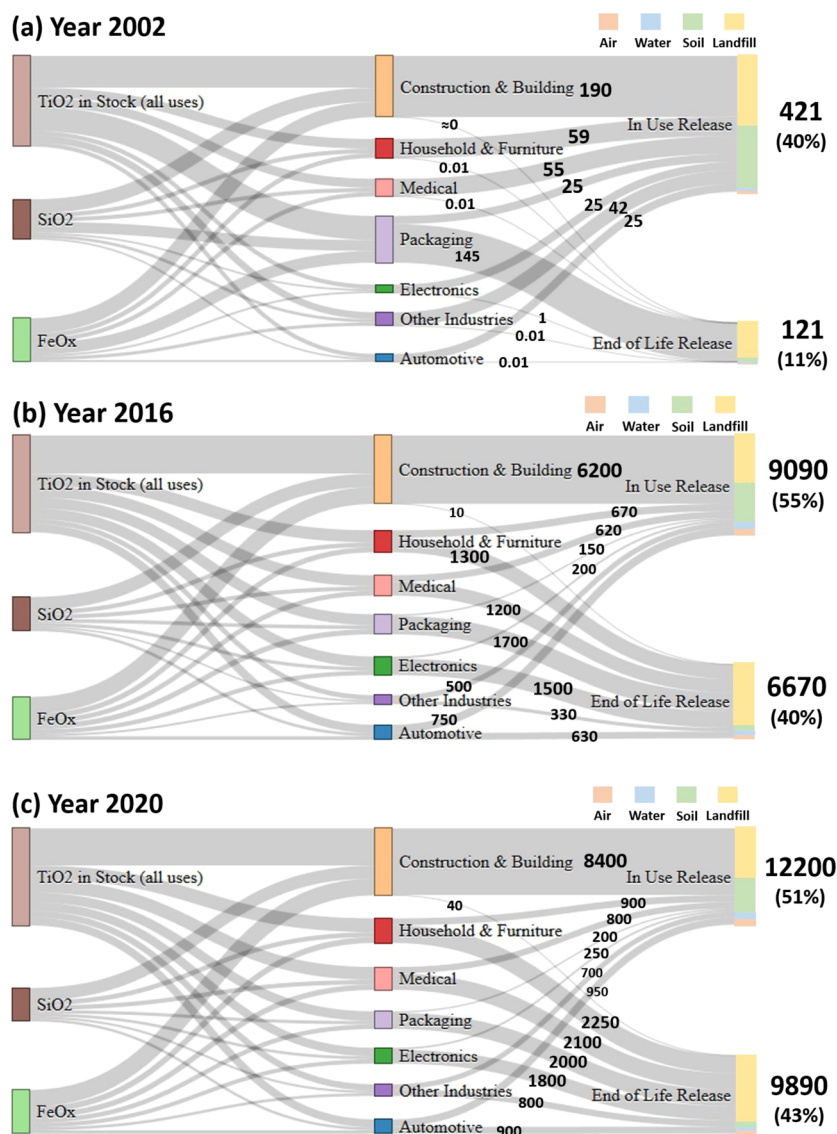 (a) Year 2002
Air Water Soil Landfill
TiO2 in Stock (all uses)
SiO2
FeOx
Construction & Building 190
In Use Release
421
(40%)
≈0
59
Household & Furniture
0.01
55
Medical
25
0.01
25 42
25
Packaging
145
Electronics
Other Industries 1
0.01
End of Life Release
121
(11%)
Automotive 0.01
(b) Year 2016
Air Water Soil Landfill
TiO2 in Stock (all uses)
SiO2
FeOx
Construction & Building 6200
In Use Release
9090
(55%)
10
670
620
Household & Furniture
150
1300
200
Medical
1200
Packaging
1700
Electronics
500
1500
Other Industries
330
End of Life Release
6670
(40%)
750
Automotive 630
(c) Year 2020
Air Water Soil Landfill
TiO2 in Stock (all uses)
SiO2
FeOx
Construction & Building 8400
In Use Release
12200
(51%)
40
900
800
Household & Furniture
200
250
Medical
700
950
Packaging
2250
2100
Electronics
2000
1800
Other Industries
800
End of Life Release
9890
(43%)
Automotive
900